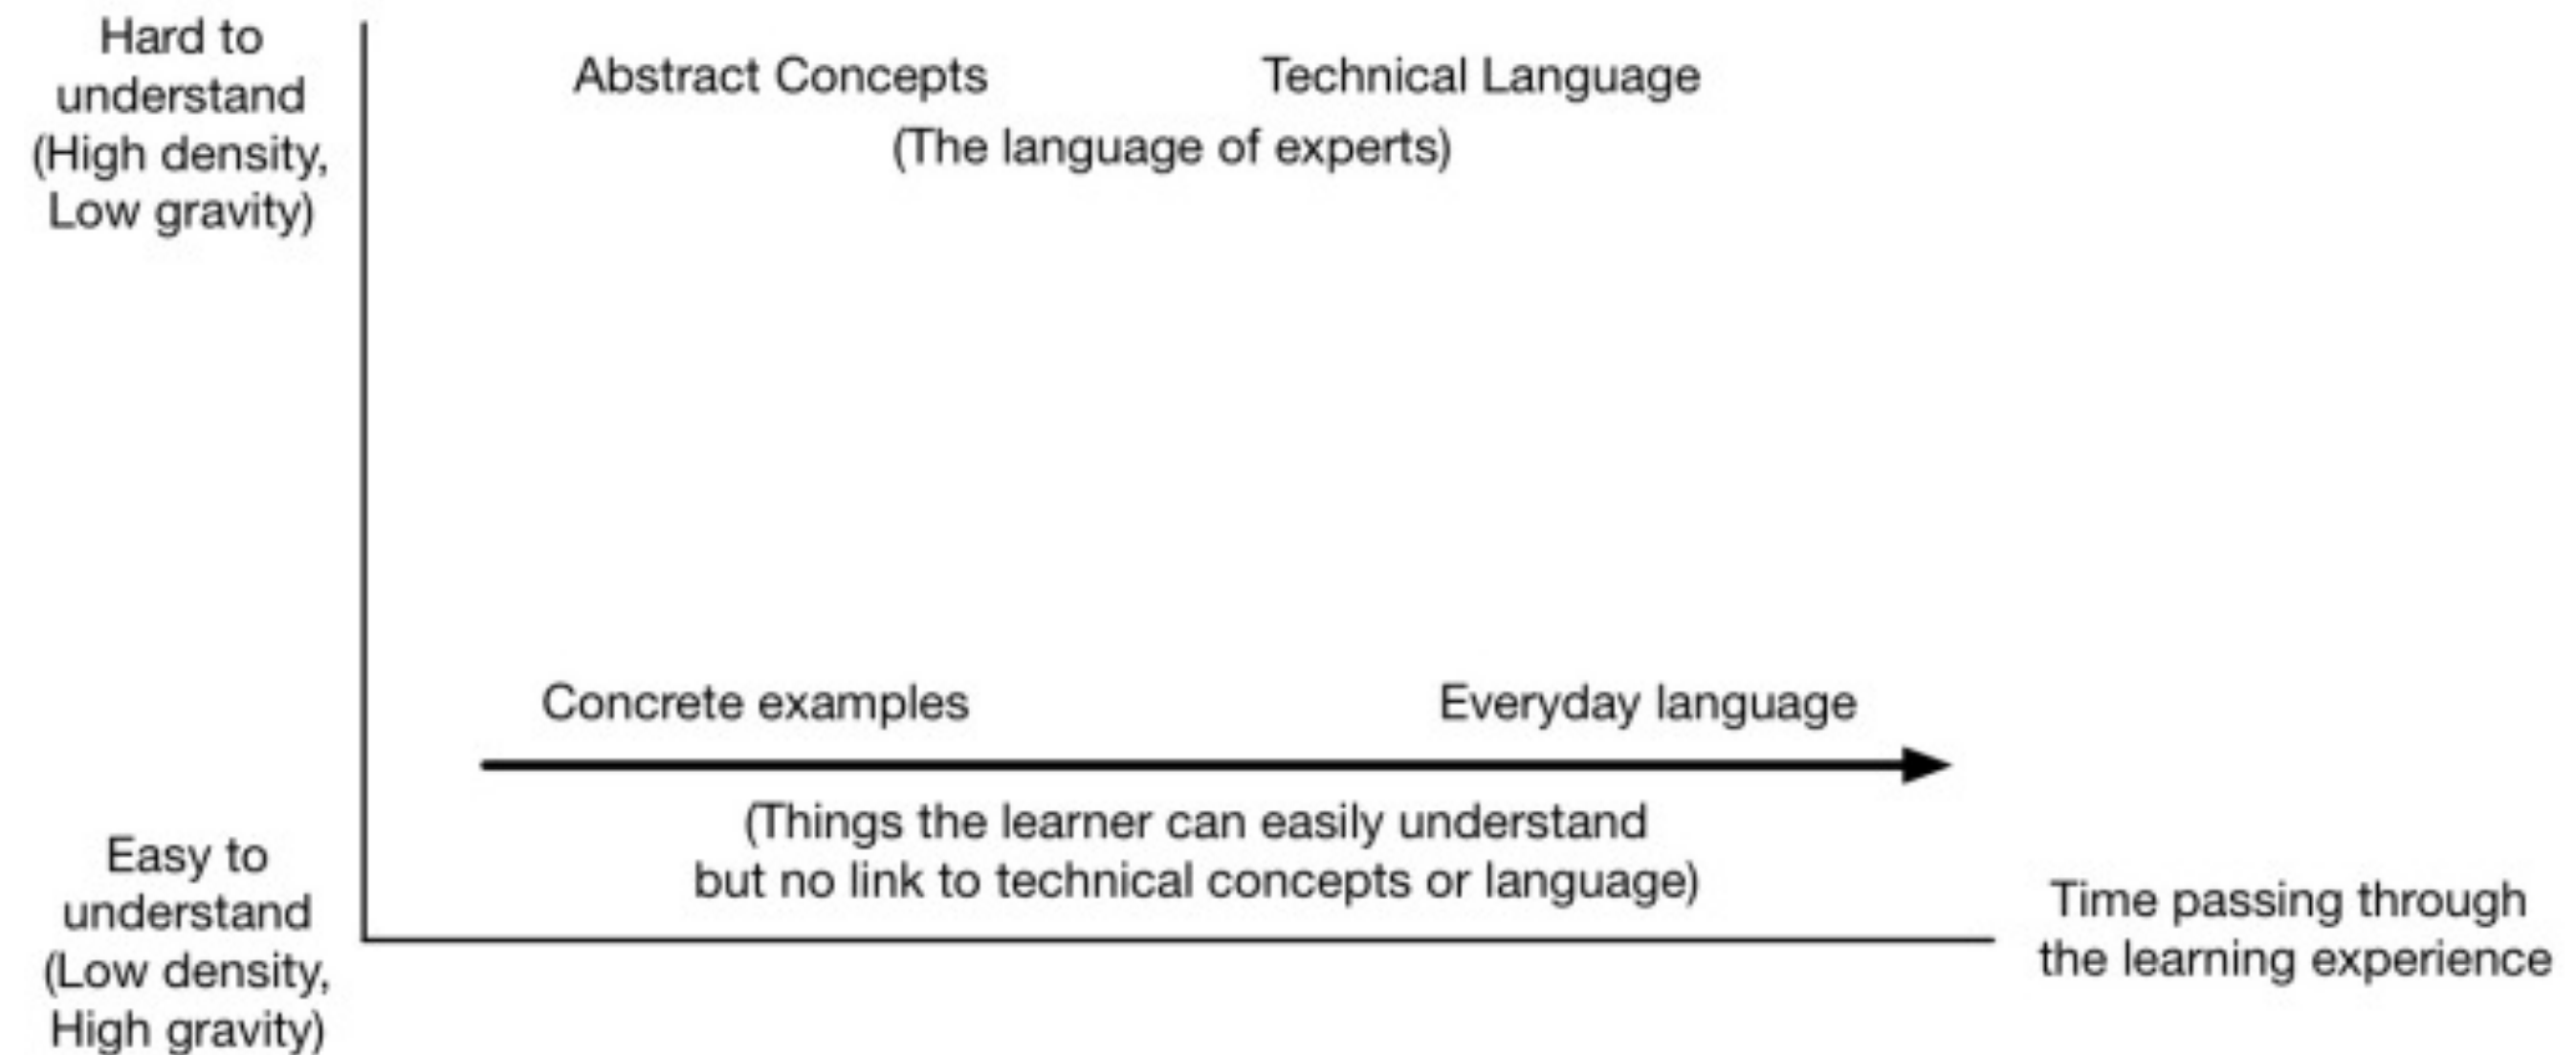 Hard to
understand
(High density,
Low gravity)
Abstract Concepts
Technical Language
(The language of experts)
Concrete examples
Everyday language
(Things the learner can easily understand
but no link to technical concepts or language)
Easy to
understand
(Low density,
High gravity)
Time passing through
the learning experience